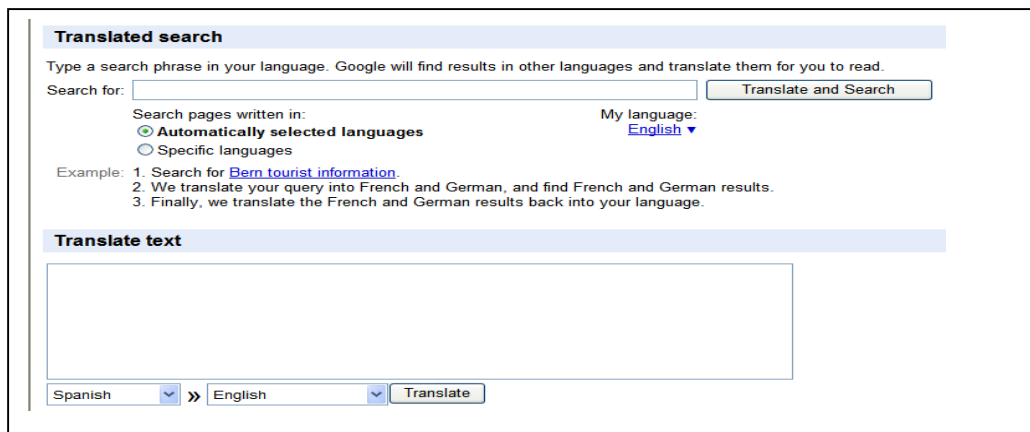 Translated search
Type a search phrase in your language. Google will find results in other languages and translate them for you to read.
Search for: Translate and Search
Search pages written in: My language:
Automatically selected languages English ▼
Specific languages
Example: 1. Search for Bern tourist information.
2. We translate your query into French and German, and find French and German results.
3. Finally, we translate the French and German results back into your language.
Translate text
Spanish » English Translate